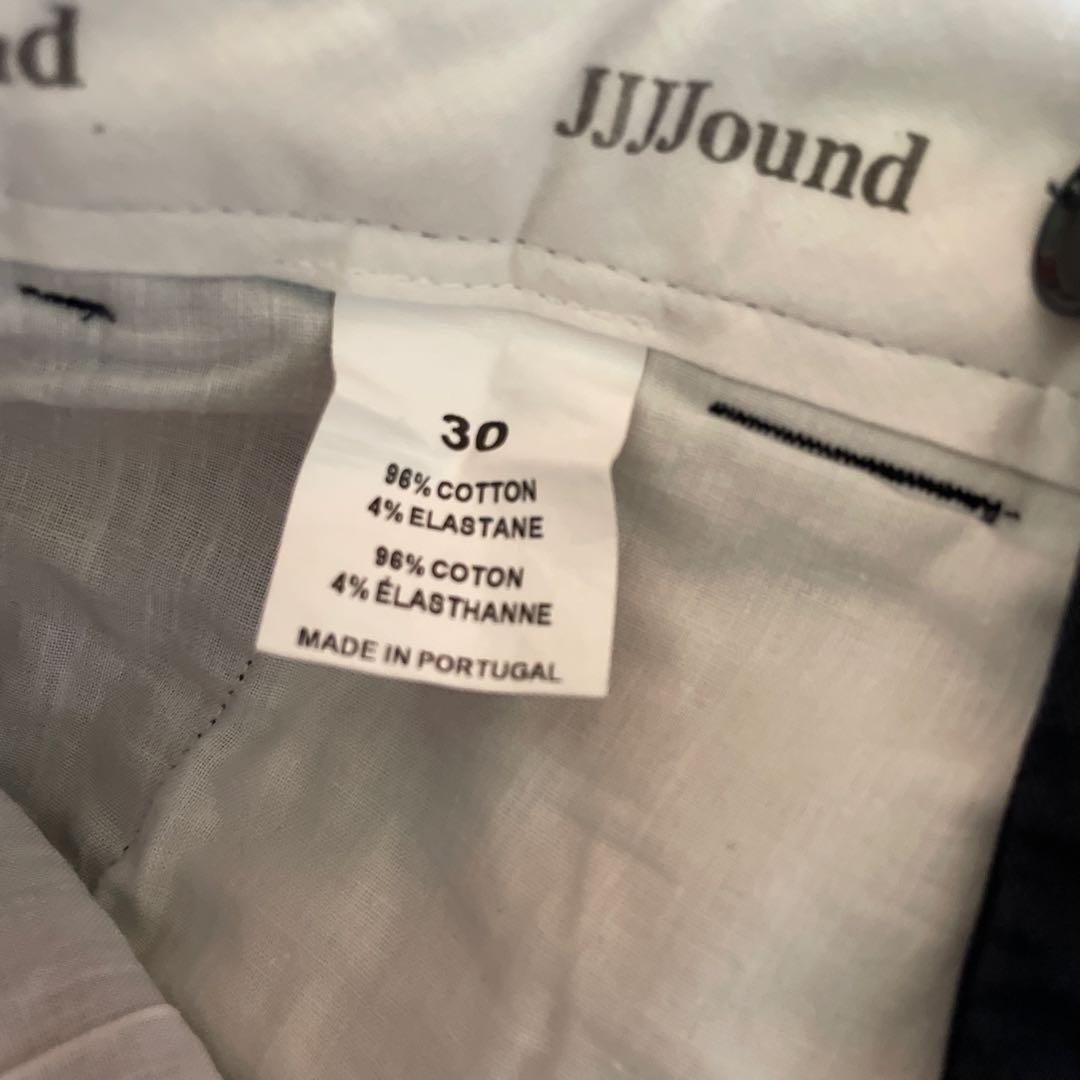 nd
JJJJound
30
96% COTTON
4% ELASTANE
96% COTON
4% ÉLASTHANNE
MADE IN PORTUGAL